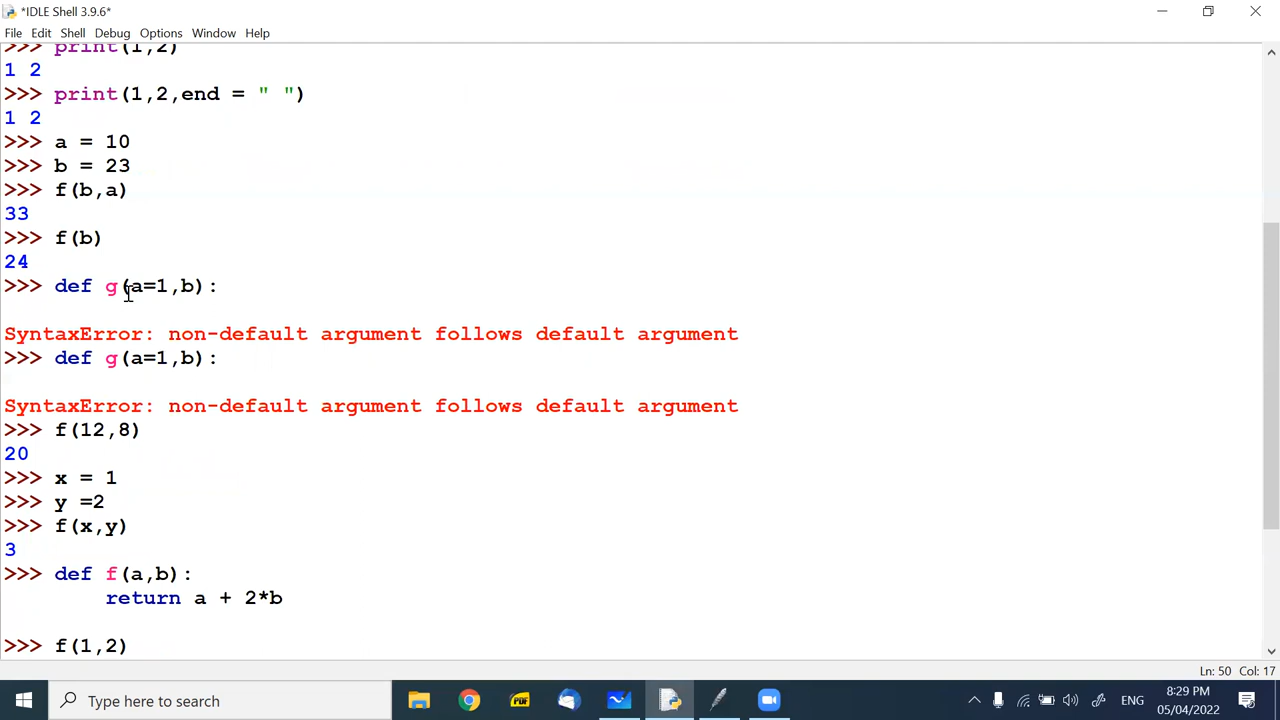 *IDLE Shell 3.9.6*
File Edit Shell Debug Options Window Help
>>> print(1,2)
1 2
>>> print(1,2,end = " ")
1 2
>>> a = 10
>>> b = 23
>>> f(b,a)
33
>>> f(b)
24
>>> def g(a=1,b):
SyntaxError: non-default argument follows default argument
>>> def g(a=1,b):
SyntaxError: non-default argument follows default argument
>>> f(12,8)
20
>>> x = 1
>>> y =2
>>> f(x,y)
3
>>> def f(a,b):
return a + 2*b
>>> f(1,2)
Ln: 50 Col: 17
Type here to search
PDF
ENG
8:29 PM
05/04/2022